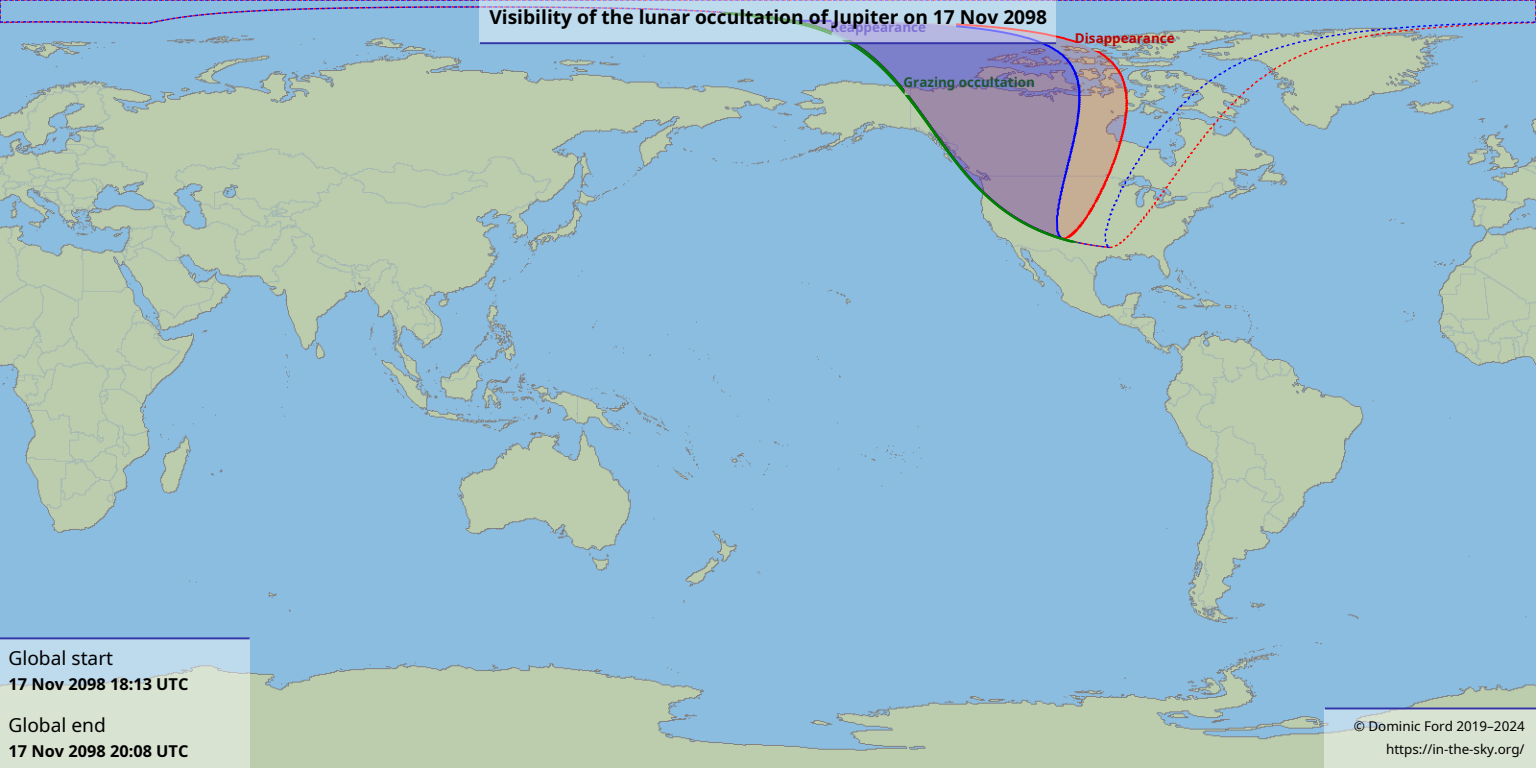 Visibility of the lunar occultation of Jupiter on 17 Nov 2098
Reappearance
Disappearance
Grazing occultation
Global start
17 Nov 2098 18:13 UTC
Global end
17 Nov 2098 20:08 UTC
© Dominic Ford 2019–2024
https://in-the-sky.org/